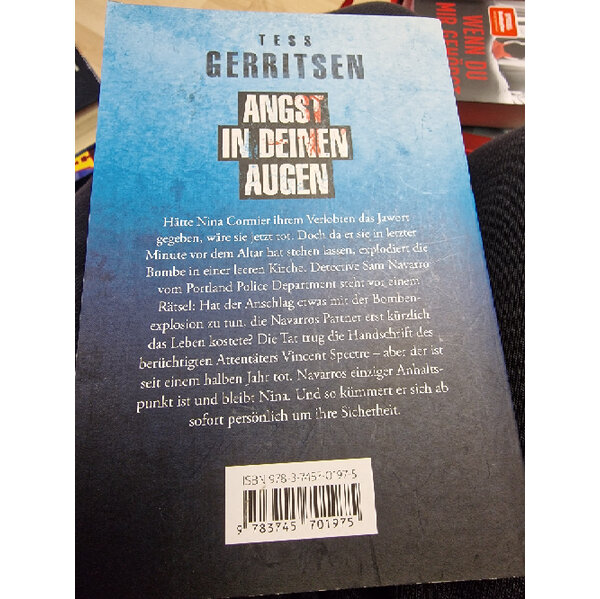 TESS
GERRITSEN
ANGST
IN DEINEN
AUGEN
Hätte Nina Cormier ihrem Verlobten das Jawort
gegeben, wäre sie jetzt tot. Doch da er sie in letzter
Minute vor dem Altar hat stehen lassen, explodiert die
Bombe in einer leeren Kirche. Detective Sam Navarro
vom Portland Police Department steht vor einem
Rätsel: Hat der Anschlag etwas mit der Bomben-
explosion zu tun, die Navarros Partner erst kürzlich
das Leben kostete? Die Tat trug die Handschrift des
berüchtigten Attentäters Vincent Spectre – aber der ist
seit einem halben Jahr tot. Navarros einziger Anhalts-
punkt ist und bleibt Nina. Und so kümmert er sich ab
sofort persönlich um ihre Sicherheit.
ISBN 978-3-7457-0197-5
9 783745 701975
WENN DU
MIR GEHÖRST